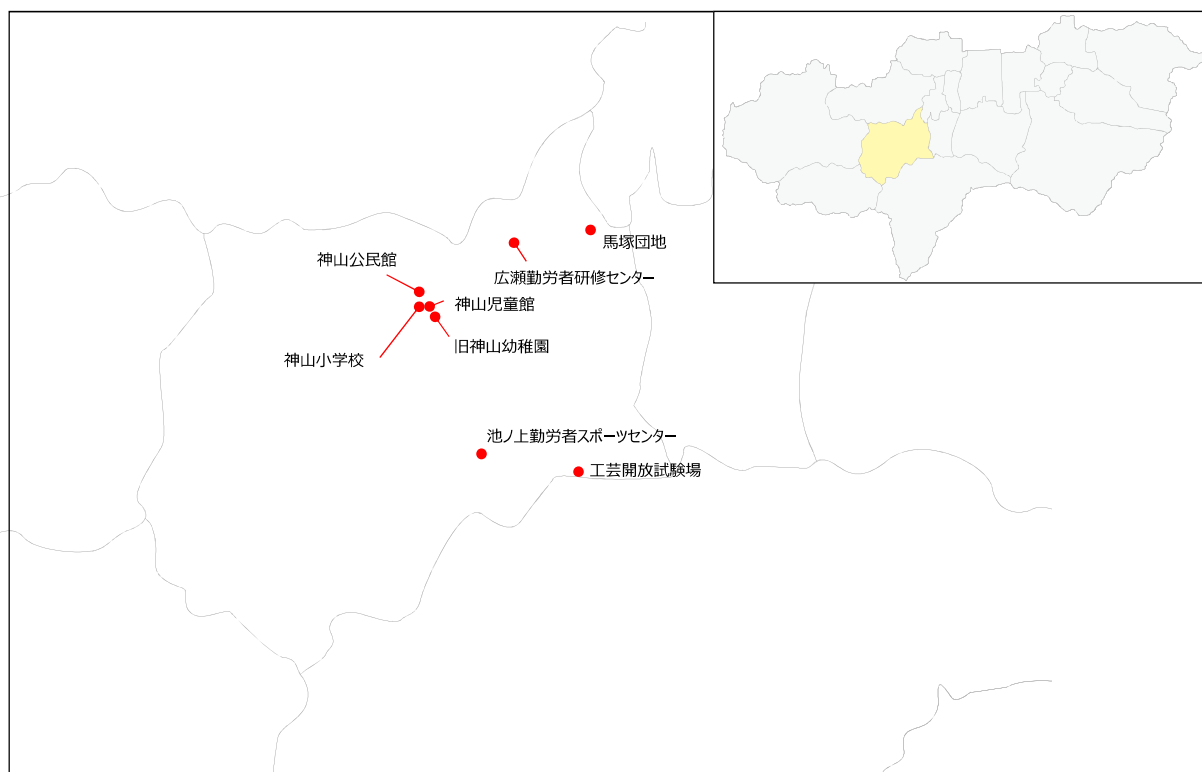 馬塚団地
神山公民館
広瀬勤労者研修センター
神山児童館
旧神山幼稚園
神山小学校
池ノ上勤労者スポーツセンター
工芸開放試験場